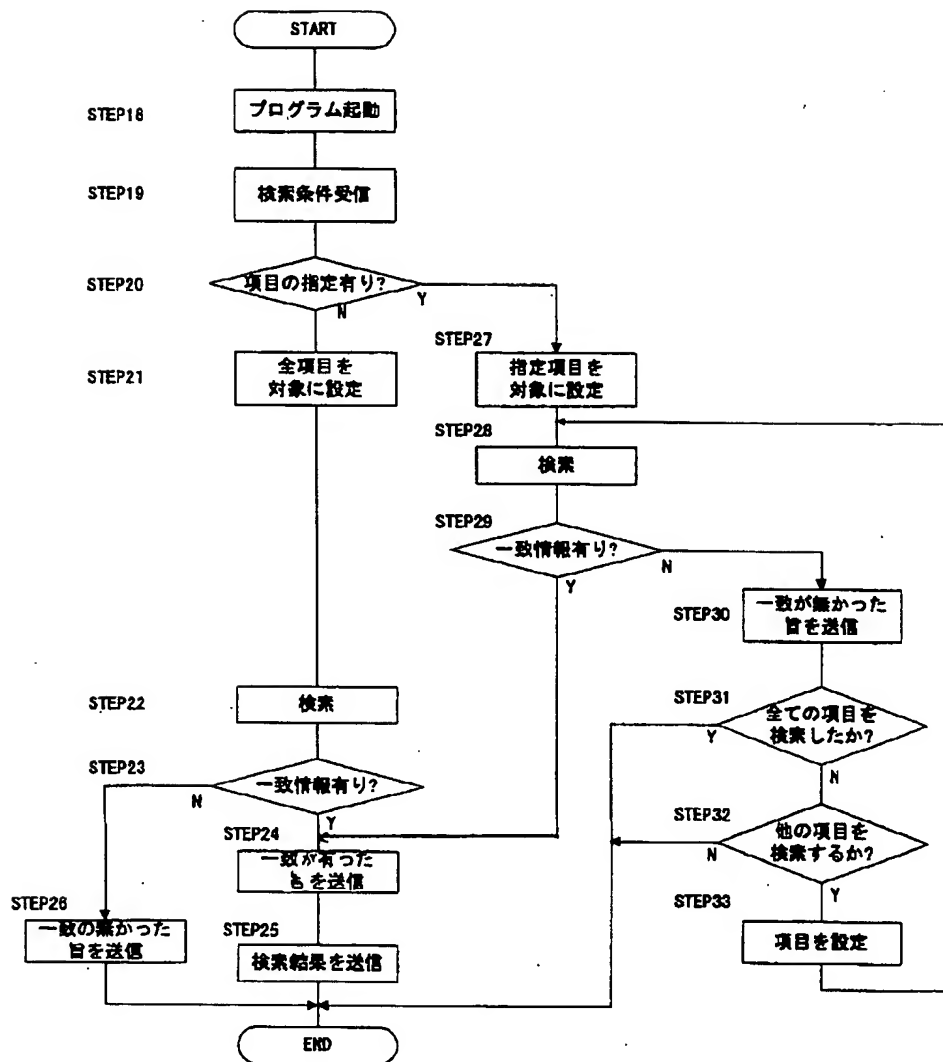 START
STEP18
プログラム起動
STEP19
検索条件受信
STEP20
項目の指定有り?
Y
N
STEP21
全項目を
対象に設定
STEP27
指定項目を
対象に設定
STEP28
検索
STEP29
一致情報有り?
N
Y
STEP30
一致が無かった
旨を送信
STEP31
全ての項目を
検索したか?
Y
N
STEP32
他の項目を
検索するか?
N
Y
STEP33
項目を設定
STEP22
検索
STEP23
一致情報有り?
N
Y
STEP24
一致が有った
旨を送信
STEP25
検索結果を送信
STEP26
一致の無かった
旨を送信
END